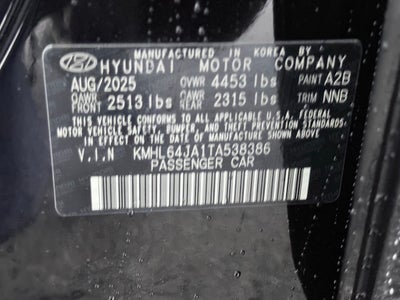 MANUFACTURED IN KOREA BY
HYUNDAI MOTOR COMPANY
AUG/2025 GVWR 4453 lbs PAINT A2B
GAWR FRONT 2513 lbs GAWR REAR 2315 lbs TRIM NNB
THIS VEHICLE CONFORMS TO ALL APPLICABLE FEDERAL
MOTOR VEHICLE SAFETY, BUMPER, AND THEFT PREVENTION STANDARDS
IN EFFECT ON THE DATE OF MANUFACTURE SHOWN ABOVE.
V.I.N KMHL64JA1TA538386
PASSENGER CAR